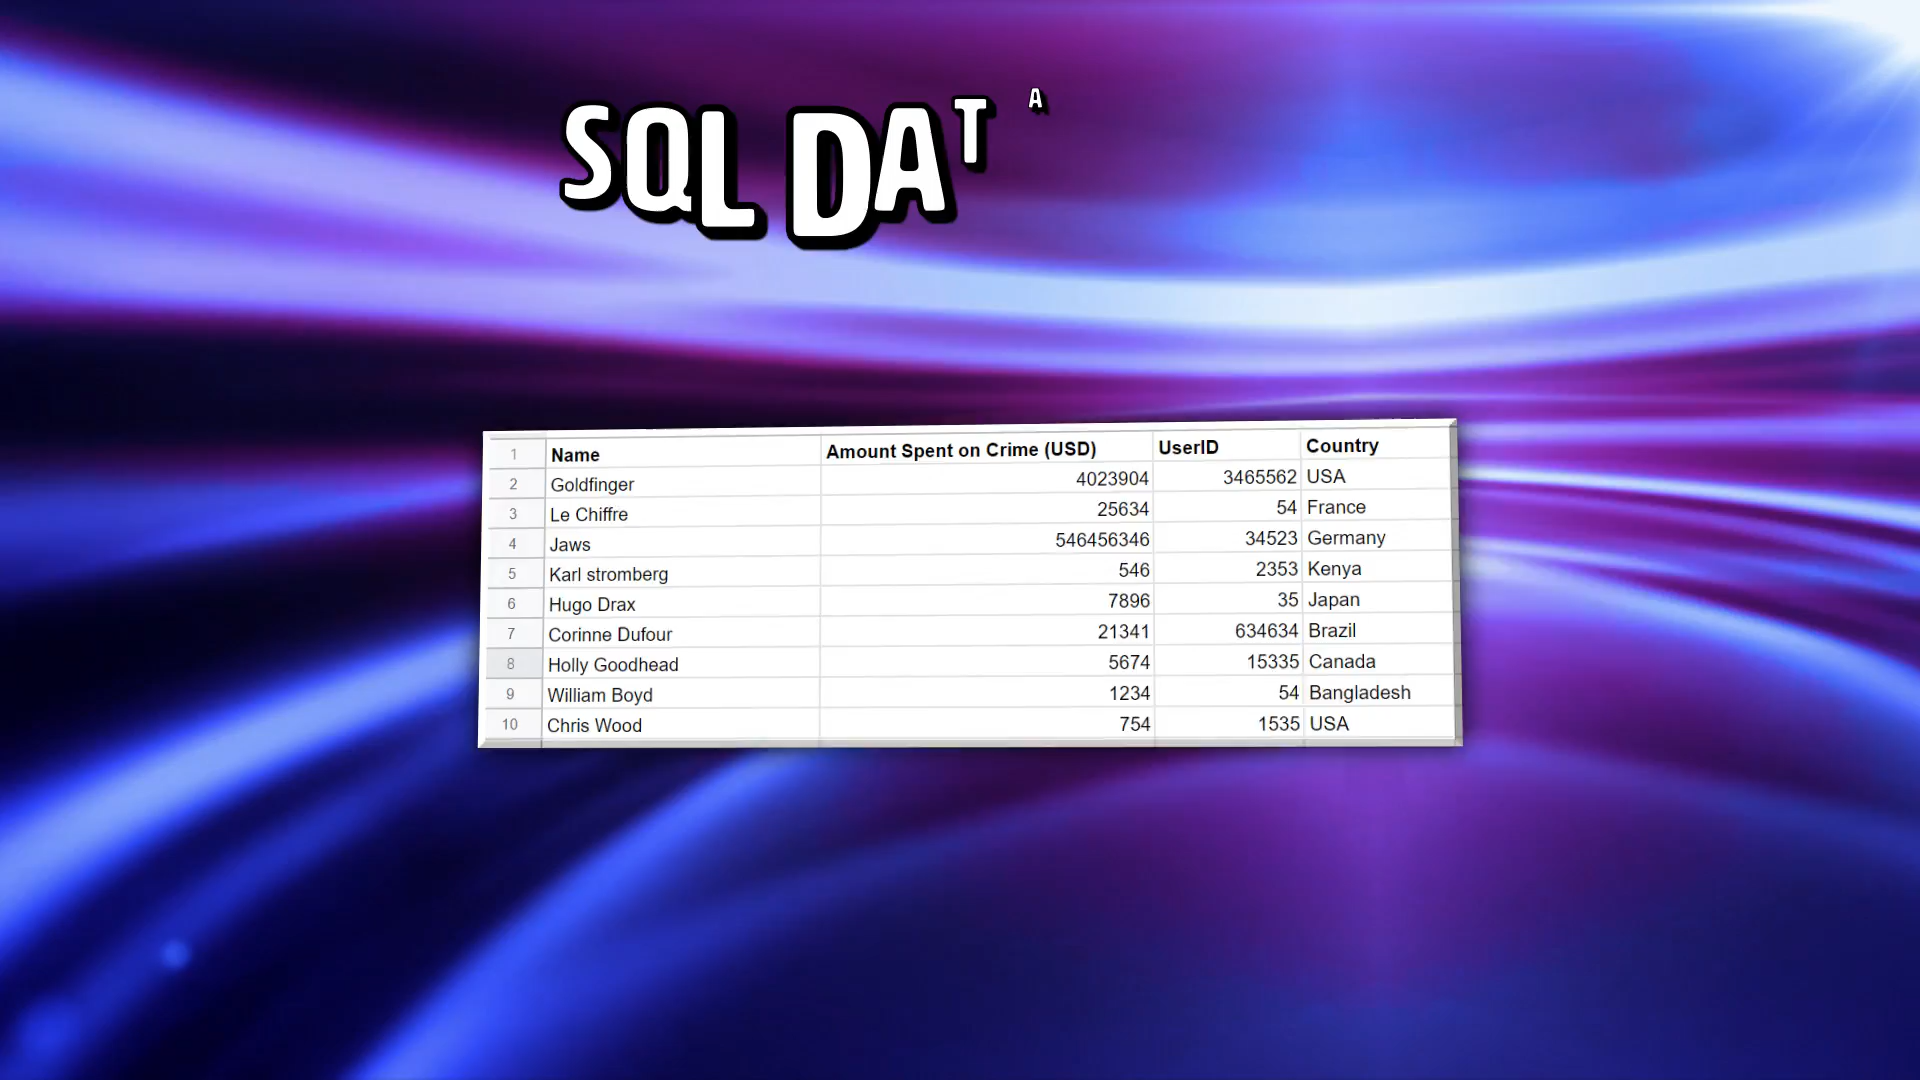 SQL DATA
1 Name Amount Spent on Crime (USD) UserID Country
2 Goldfinger 4023904 3465562 USA
3 Le Chiffre 25634 54 France
4 Jaws 546456346 34523 Germany
5 Karl stromberg 546 2353 Kenya
6 Hugo Drax 7896 35 Japan
7 Corinne Dufour 21341 634634 Brazil
8 Holly Goodhead 5674 15335 Canada
9 William Boyd 1234 54 Bangladesh
10 Chris Wood 754 1535 USA